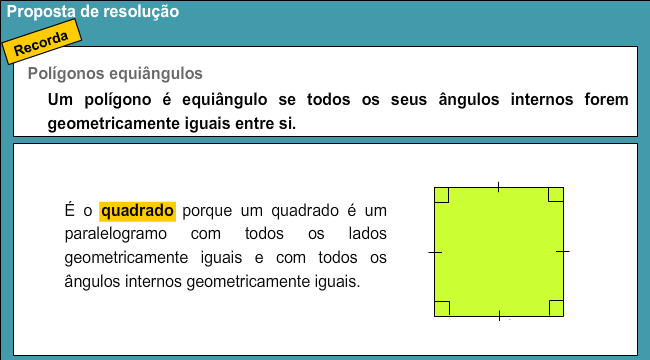 Proposta de resolução
Recorda
Polígonos equiângulos
Um polígono é equiângulo se todos os seus ângulos internos forem
geometricamente iguais entre si.
É o quadrado porque um quadrado é um
paralelogramo com todos os lados
geometricamente iguais e com todos os
ângulos internos geometricamente iguais.